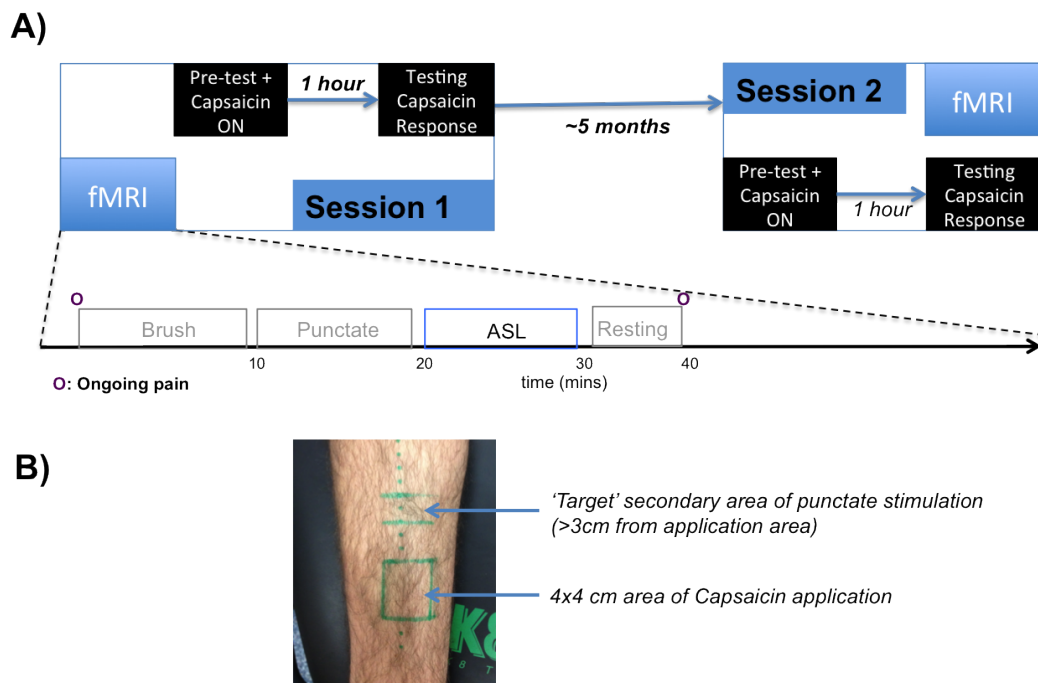 A)
Pre-test +
Capsaicin
ON
1 hour
Testing
Capsaicin
Response
~5 months
Session 2
fMRI
fMRI
Session 1
Pre-test +
Capsaicin
ON
1 hour
Testing
Capsaicin
Response
O
O
Brush
Punctate
ASL
Resting
10
20
30
40
O: Ongoing pain
time (mins)
B)
‘Target’ secondary area of punctate stimulation
(>3cm from application area)
4x4 cm area of Capsaicin application